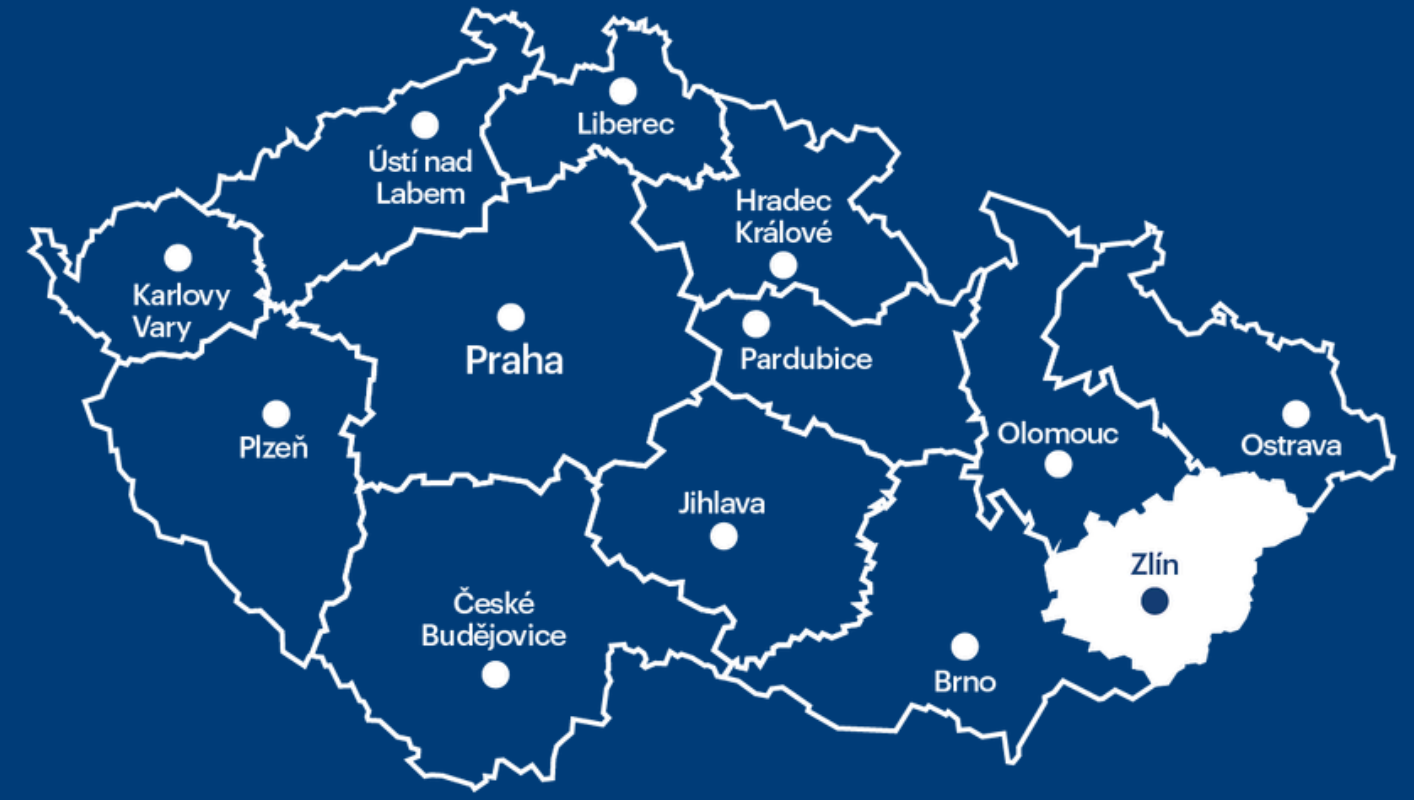 Liberec
Ústí nad
Labem
Hradec
Králové
Karlovy
Vary
Praha
Pardubice
Plzeň
Olomouc
Ostrava
Jihlava
Zlín
České
Budějovice
Brno